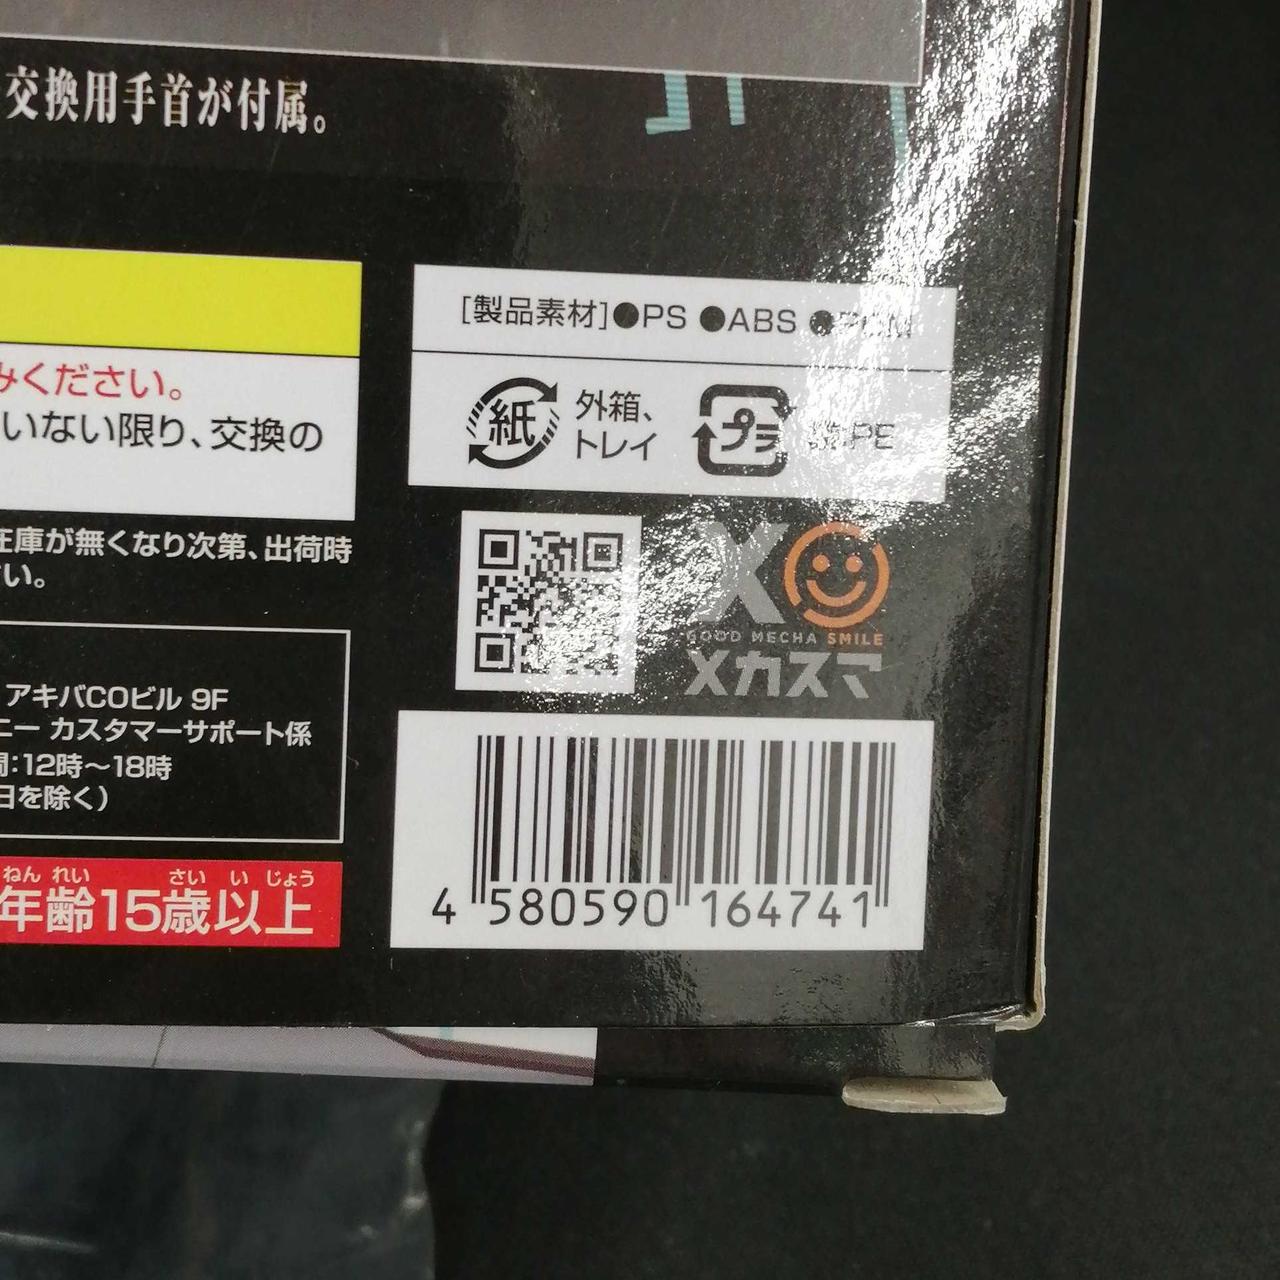 交換用手首が付属。
みください。
いない限り、交換の
在庫が無くなり次第、出荷時
い。
アキバCOビル 9F
ニー カスタマーサポート係
間:12時〜18時
日を除く)
ねん れい さい い じょう
年齢15歳以上
[製品素材]●PS ●ABS
紙 外箱、トレイ
プラ PE
GOOD MECHA SMILE
メカスマ
4 580590 164741